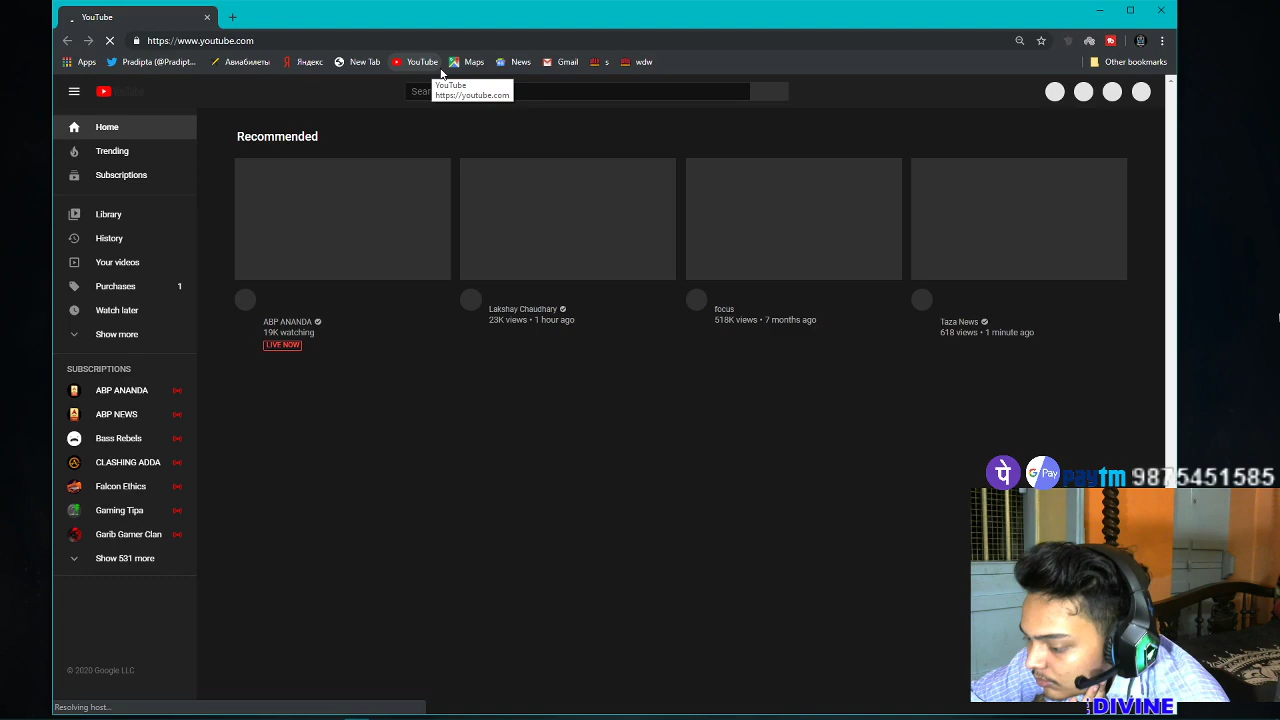 YouTube
https://www.youtube.com
Apps
Pradipta (@Pradipt...
Авиабилеты
Яндекс
New Tab
YouTube
Maps
News
Gmail
s
wdw
Other bookmarks
YouTube
https://youtube.com
Sear
Home
Trending
Subscriptions
Library
History
Your videos
Purchases 1
Watch later
Show more
SUBSCRIPTIONS
ABP ANANDA
ABP NEWS
Bass Rebels
CLASHING ADDA
Falcon Ethics
Gaming Tipa
Garib Gamer Clan
Show 531 more
© 2020 Google LLC
Resolving host...
Recommended
ABP ANANDA
19K watching
LIVE NOW
Lakshay Chaudhary
23K views • 1 hour ago
focus
518K views • 7 months ago
Taza News
618 views • 1 minute ago
पे
G Pay
paytm
9875451585
DIVINE